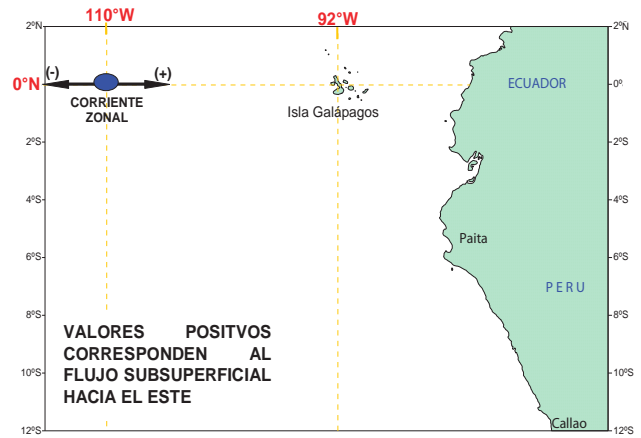 110°W 92°W
2°N 2°N
(-) (+)
0°N ECUADOR 0°
CORRIENTE
ZONAL
Isla Galápagos
2°S 2°S
4°S 4°S
Paita
6°S 6°S
PERU
8°S 8°S
VALORES POSITVOS
CORRESPONDEN AL
10°S 10°S
FLUJO SUBSUPERFICIAL
HACIA EL ESTE
Callao
12°S 12°S